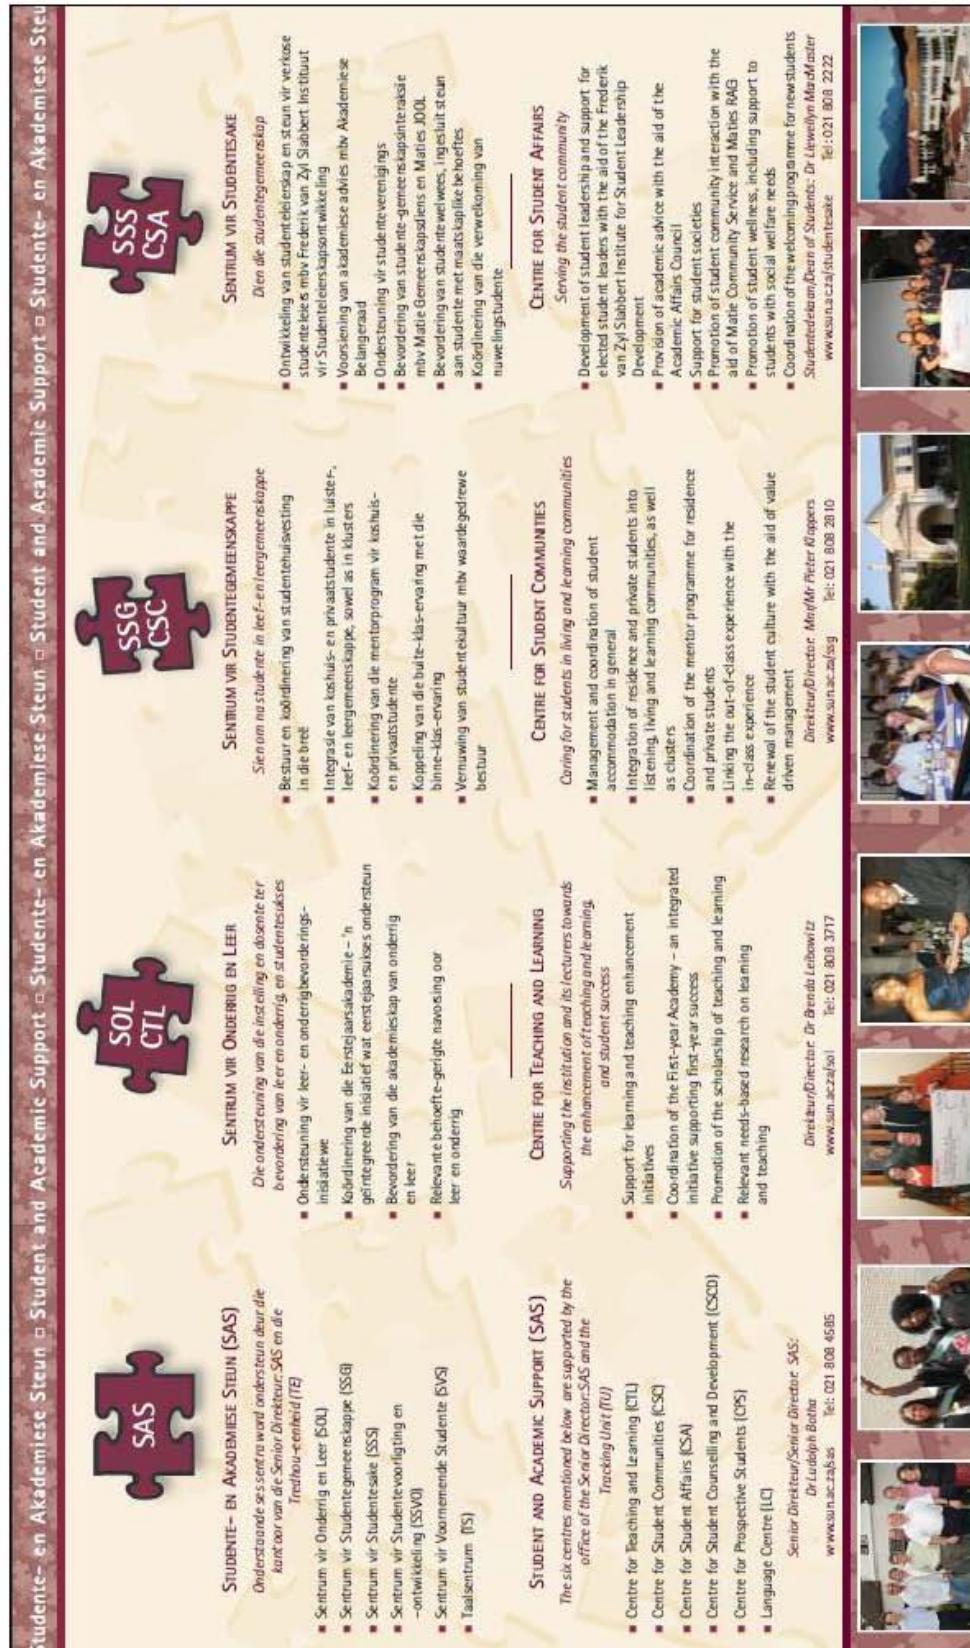 Studente- en Akademiese Steun ▫ Student and Academic Support ▫ Studente- en Akademiese Steun ▫ Student and Academic Support ▫ Studente- en Akademiese Steu
SAS
STUDENTE- EN AKADEMIESE STEUN (SAS)
Onderstaande ses sentra word ondersteun deur die
kantoor van die Senior Direkteur: SAS en die
Tredhou-eenheid (TE)
■ Sentrum vir Onderrig en Leer (SOL)
■ Sentrum vir Studentegemeenskappe (SSG)
■ Sentrum vir Studentesake (SSS)
■ Sentrum vir Studentevoorligting en
-ontwikkeling (SSVO)
■ Sentrum vir Voornemende Studente (SVS)
■ Taalsentrum (TS)
STUDENT AND ACADEMIC SUPPORT (SAS)
The six centres mentioned below are supported by the
office of the Senior Director:SAS and the
Tracking Unit (TU)
■ Centre for Teaching and Learning (CTL)
■ Centre for Student Communities (CSC)
■ Centre for Student Affairs (CSA)
■ Centre for Student Counselling and Development (CSCD)
■ Centre for Prospective Students (CPS)
■ Language Centre (LC)
Senior Direkteur/Senior Director: SAS:
Dr Ludolph Botha
www.sun.ac.za/sas Tel: 021 808 4585
SOL
CTL
SENTRUM VIR ONDERRIG EN LEER
Die ondersteuning van die instelling en dosente ter
bevordering van leer en onderrig, en studentesukses
■ Ondersteuning vir leer- en onderrigbevorderings-
inisiatiewe
■ Koördinering van die Eerstejaarsakademie – 'n
geïntegreerde inisiatief wat eerstejaarsukses ondersteun
■ Bevordering van die akademieskap van onderrig
en leer
■ Relevante behoefte-gerigte navorsing oor
leer en onderrig
CENTRE FOR TEACHING AND LEARNING
Supporting the institution and its lecturers towards
the enhancement of teaching and learning,
and student success
■ Support for learning and teaching enhancement
initiatives
■ Coordination of the First-year Academy – an integrated
initiative supporting first-year success
■ Promotion of the scholarship of teaching and learning
■ Relevant needs-based research on learning
and teaching
Direkteur/Director: Dr Brenda Leibowitz
www.sun.ac.za/sol Tel: 021 808 3717
SSG
CSC
SENTRUM VIR STUDENTEGEMEENSKAPPE
Sien om na studente in leef- en leergemeenskappe
■ Bestuur en koördinering van studentehuisvesting
in die breë
■ Integrasie van koshuis- en privaatstudente in luister-,
leef- en leergemeenskappe, sowel as in klusters
■ Koördinering van die mentorprogram vir koshuis-
en privaatstudente
■ Koppeling van die buite-klas-ervaring met die
binne-klas-ervaring
■ Vernuwing van studentekultuur mbv waardegedrewe
bestuur
CENTRE FOR STUDENT COMMUNITIES
Caring for students in living and learning communities
■ Management and coordination of student
accommodation in general
■ Integration of residence and private students into
listening, living and learning communities, as well
as clusters
■ Coordination of the mentor programme for residence
and private students
■ Linking the out-of-class experience with the
in-class experience
■ Renewal of the student culture with the aid of value
driven management
Direkteur/Director: Mnr/Mr Pieter Kloppers
www.sun.ac.za/ssg Tel: 021 808 2810
SSS
CSA
SENTRUM VIR STUDENTESAKE
Dien die studentegemeenskap
■ Ontwikkeling van studenteleierskap en steun vir verkose
studenteleiers mbv Frederik van Zyl Slabbert Instituut
vir Studenteleierskapsontwikkeling
■ Voorsiening van akademiese advies mbv Akademiese
Belangeraad
■ Ondersteuning vir studenteverenigings
■ Bevordering van studente-gemeenskapsinteraksie
mbv Matie Gemeenskapsdiens en Maties JOOL
■ Bevordering van studentewelwees, ingesluit steun
aan studente met maatskaplike behoeftes
■ Koördinering van die verwelkoming van
nuwelingstudente
CENTRE FOR STUDENT AFFAIRS
Serving the student community
■ Development of student leadership and support for
elected student leaders with the aid of the Frederik
van Zyl Slabbert Institute for Student Leadership
Development
■ Provision of academic advice with the aid of the
Academic Affairs Council
■ Support for student societies
■ Promotion of student community interaction with the
aid of Matie Community Service and Maties RAG
■ Promotion of student wellness, including support to
students with social welfare needs
■ Coordination of the welcoming progamme for new students
Studentedekaan/Dean of Students: Dr Llewellyn MacMaster
www.sun.ac.za/studentesake Tel: 021 808 2222